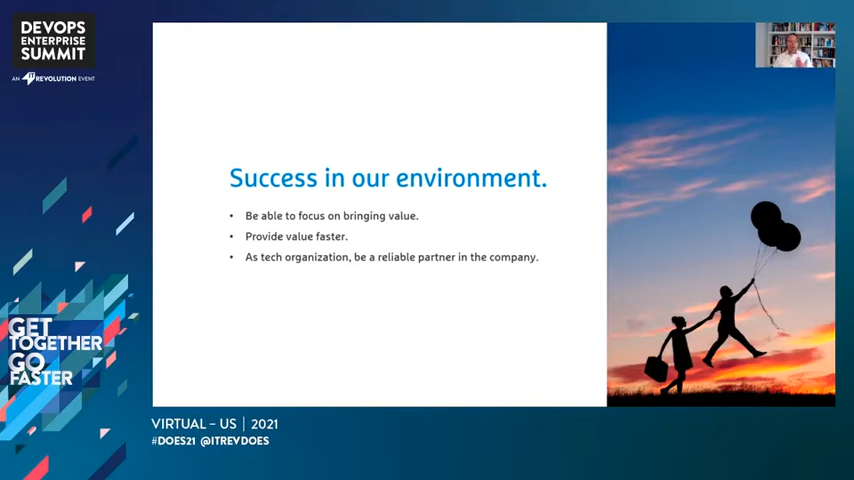 DEVOPS
ENTERPRISE
SUMMIT
AN IT REVOLUTION EVENT
Success in our environment.
• Be able to focus on bringing value.
• Provide value faster.
• As tech organization, be a reliable partner in the company.
GET
TOGETHER
GO
FASTER
VIRTUAL – US | 2021
#DOES21 @ITREVDOES